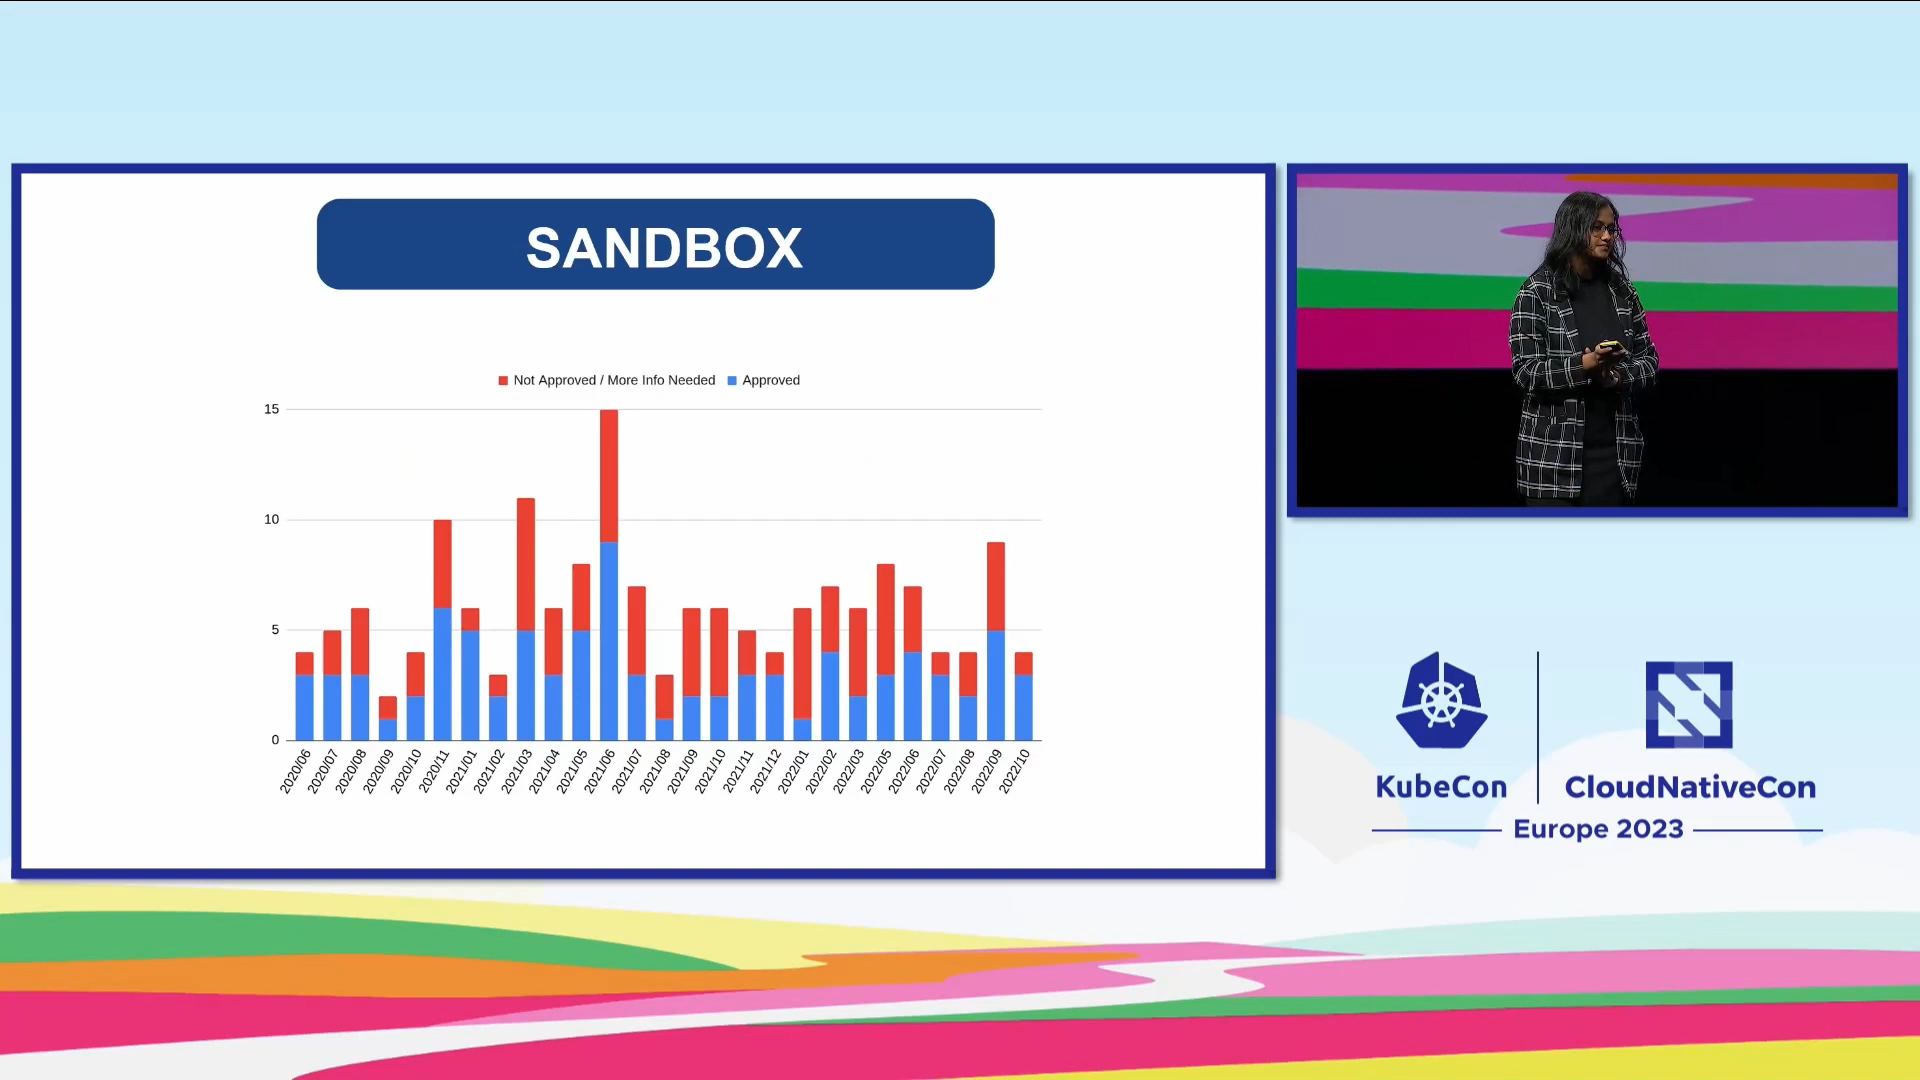 SANDBOX
Not Approved / More Info Needed Approved
15
10
5
0
2020/06 2020/07 2020/08 2020/09 2020/10 2020/11 2021/01 2021/02 2021/03 2021/04 2021/05 2021/06 2021/07 2021/08 2021/09 2021/10 2021/11 2021/12 2022/01 2022/02 2022/03 2022/05 2022/06 2022/07 2022/08 2022/09 2022/10
KubeCon CloudNativeCon
Europe 2023